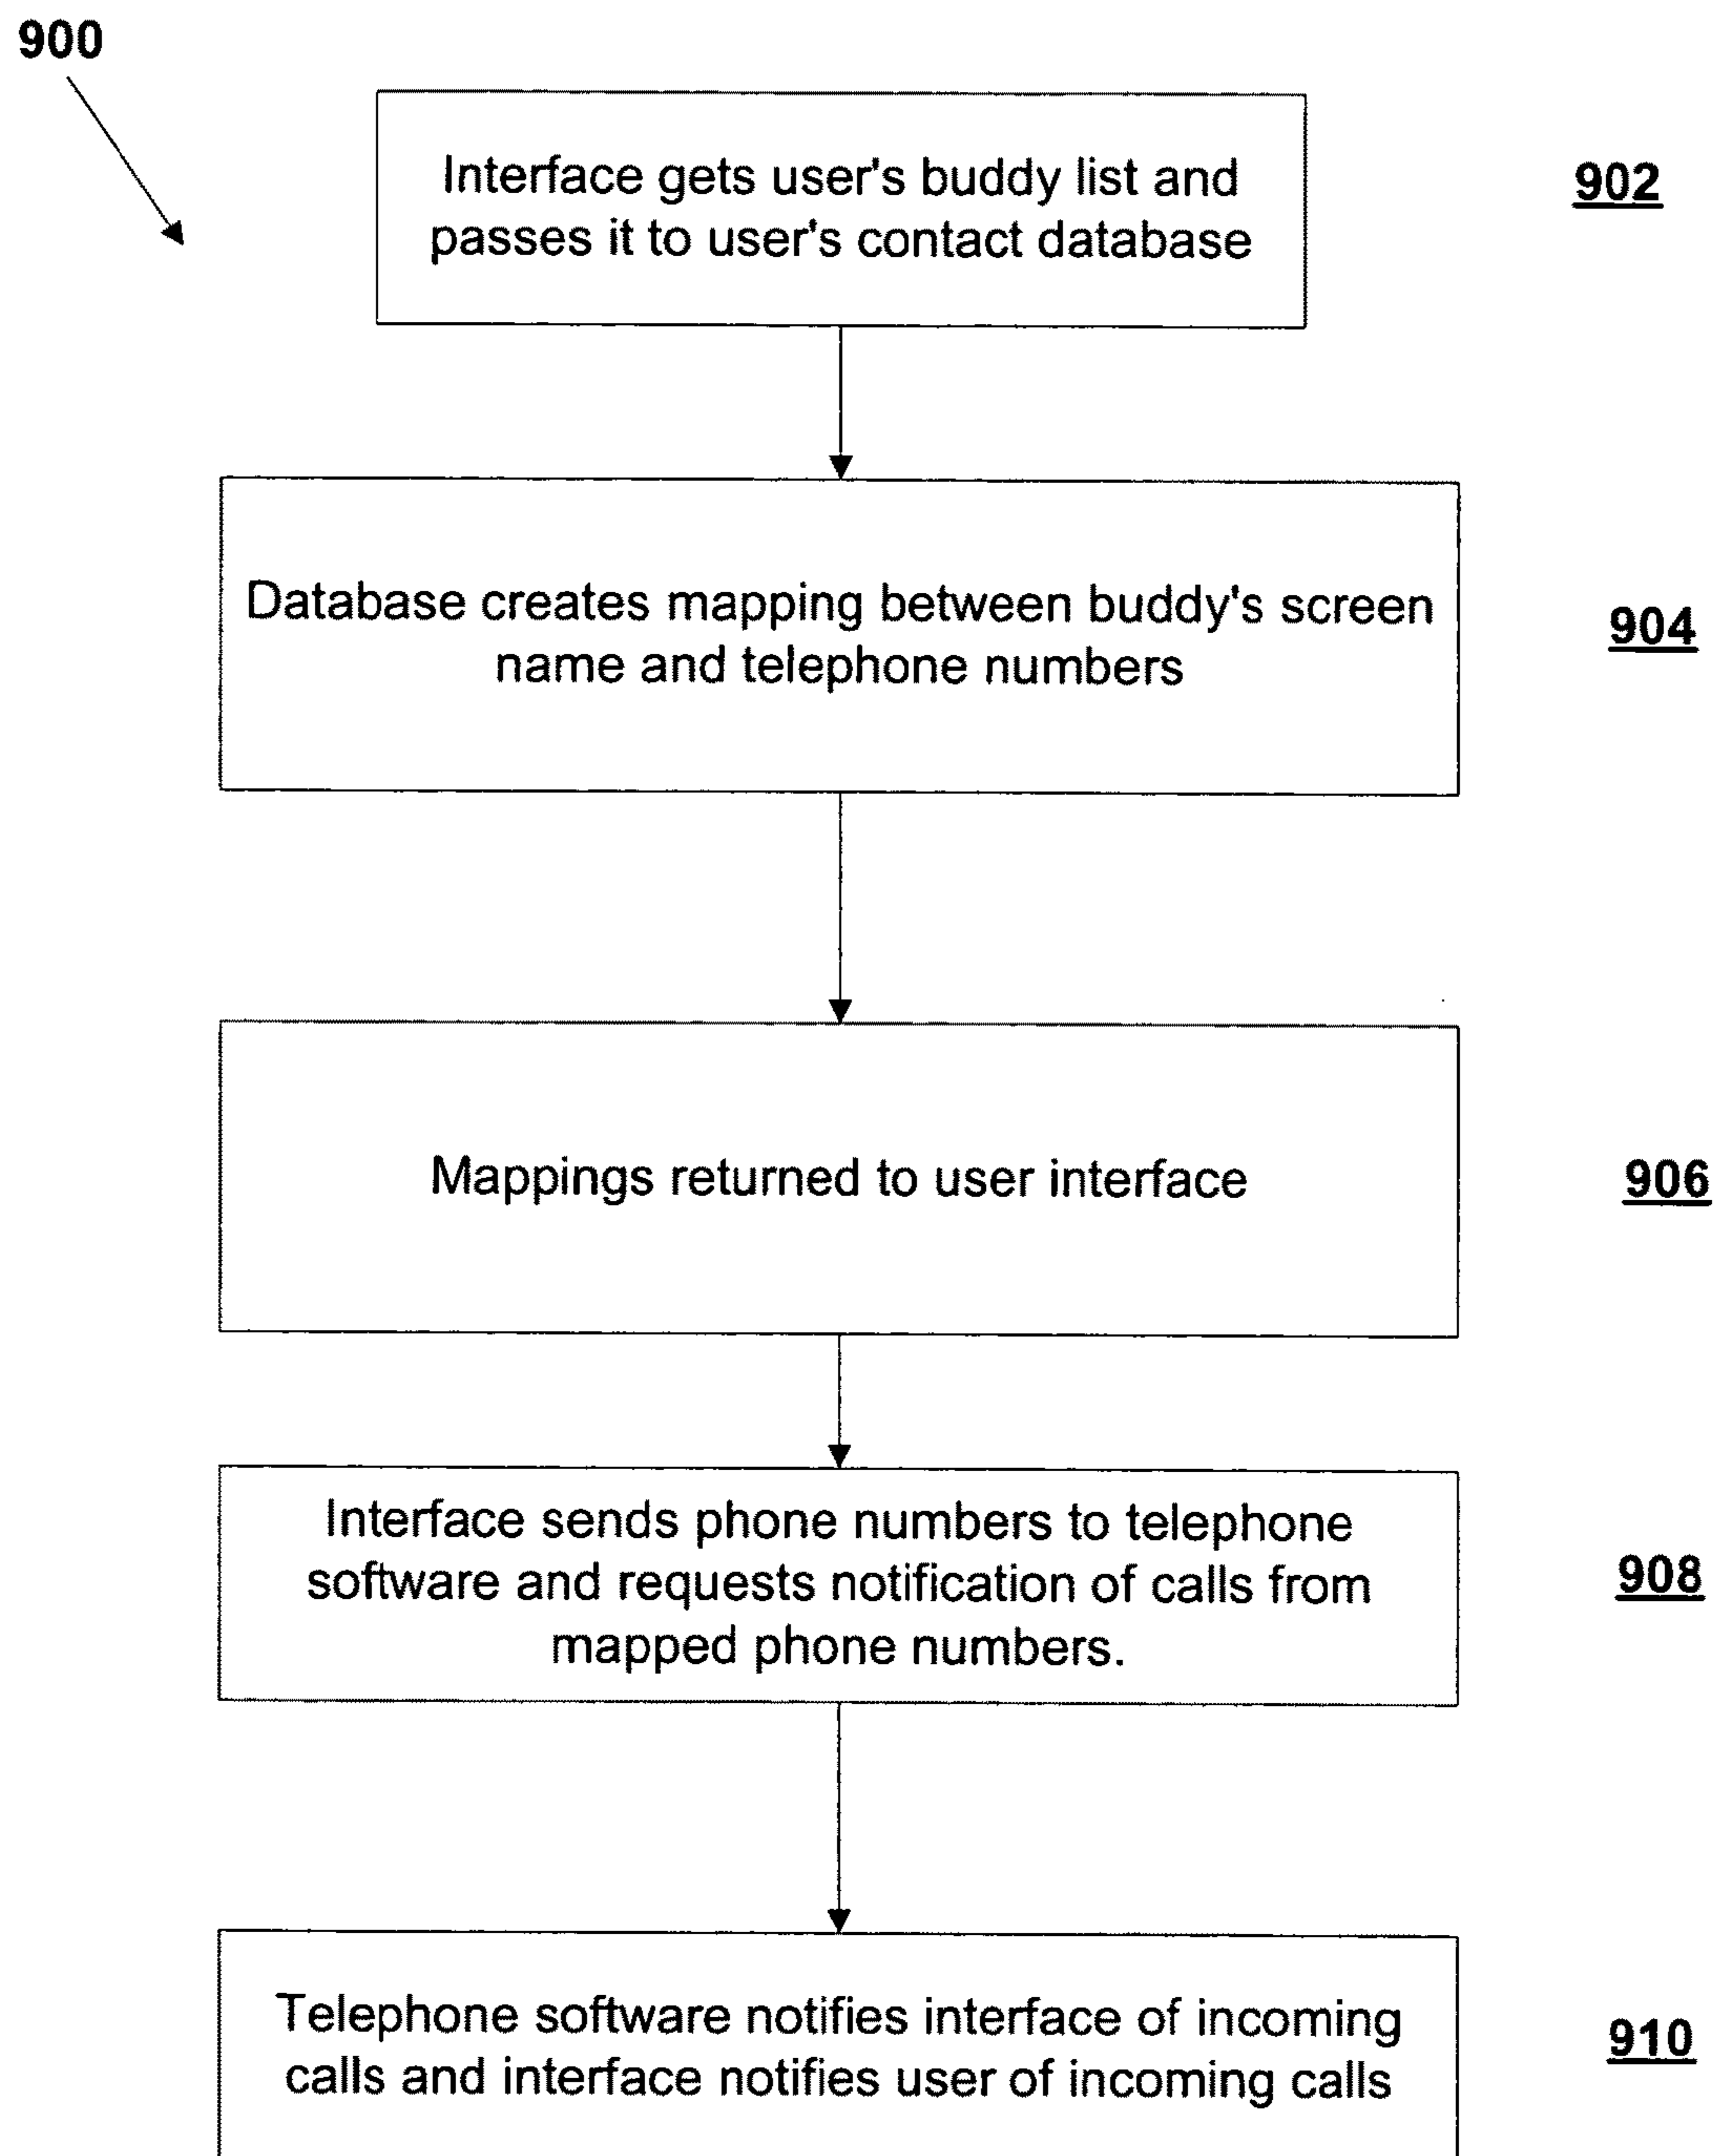 900
Interface gets user's buddy list and
passes it to user's contact database
902
Database creates mapping between buddy's screen
name and telephone numbers
904
Mappings returned to user interface
906
Interface sends phone numbers to telephone
software and requests notification of calls from
mapped phone numbers.
908
Telephone software notifies interface of incoming
calls and interface notifies user of incoming calls
910